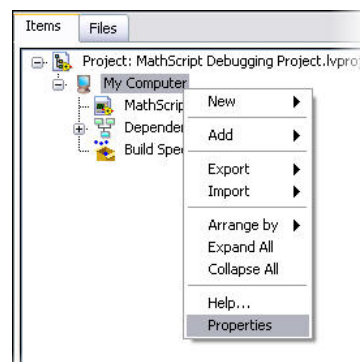 Items Files
Project: MathScript Debugging Project.lvpro
My Computer
MathScrip
Depender
Build Spe
New
Add
Export
Import
Arrange by
Expand All
Collapse All
Help...
Properties